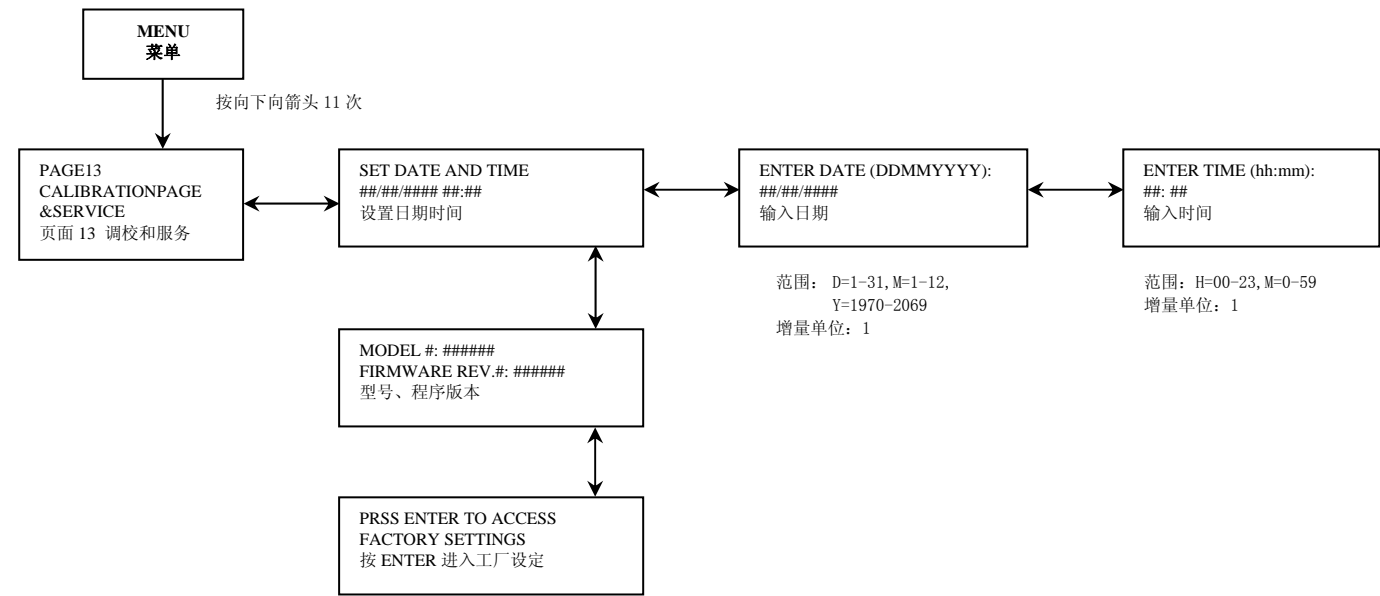 MENU
菜单
按向下向箭头 11 次
PAGE13
CALIBRATIONPAGE
&SERVICE
页面 13 调校和服务
SET DATE AND TIME
##/##/#### ##:##
设置日期时间
ENTER DATE (DDMMYYYY):
##/##/####
输入日期
ENTER TIME (hh:mm):
##: ##
输入时间
范围： D=1-31,M=1-12,
Y=1970-2069
增量单位：1
范围：H=00-23,M=0-59
增量单位：1
MODEL #: ######
FIRMWARE REV.#: ######
型号、程序版本
PRSS ENTER TO ACCESS
FACTORY SETTINGS
按 ENTER 进入工厂设定